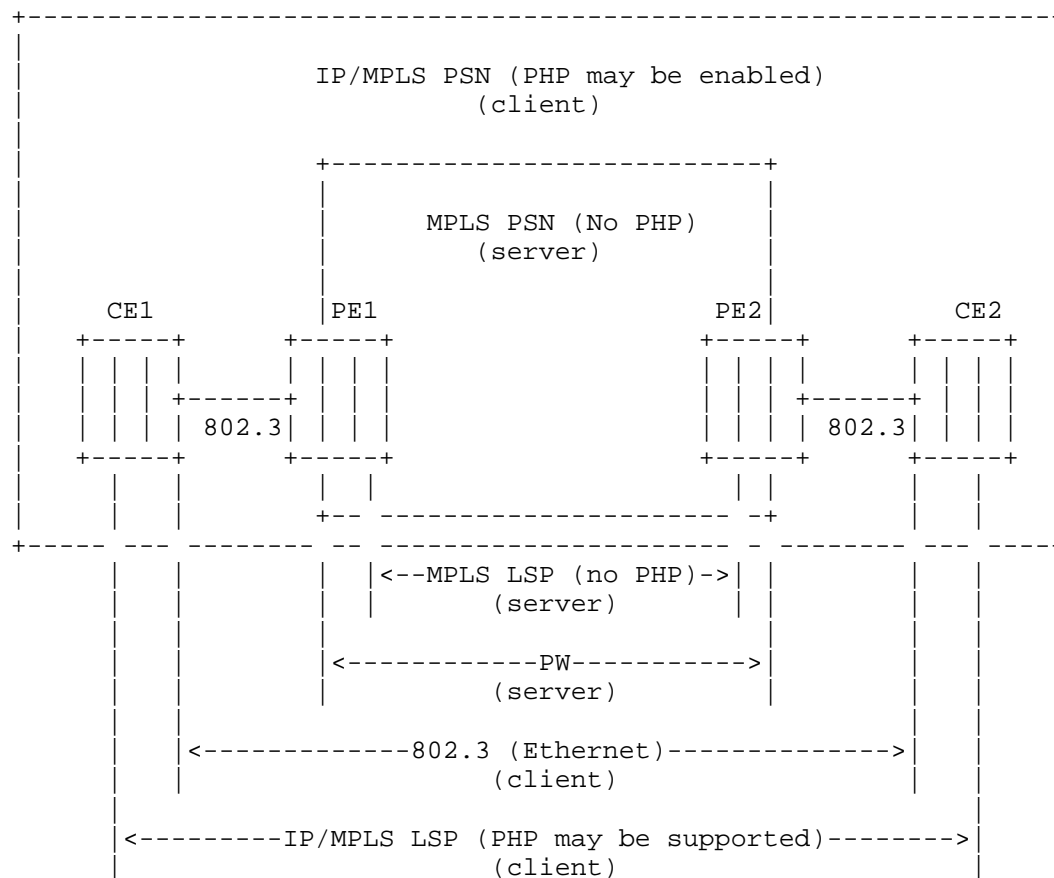 IP/MPLS PSN (PHP may be enabled)
(client)
MPLS PSN (No PHP)
(server)
CE1 PE1 PE2 CE2
802.3 802.3
<--MPLS LSP (no PHP)->
(server)
<------------PW----------->
(server)
<-------------802.3 (Ethernet)-------------->
(client)
<---------IP/MPLS LSP (PHP may be supported)-------->
(client)